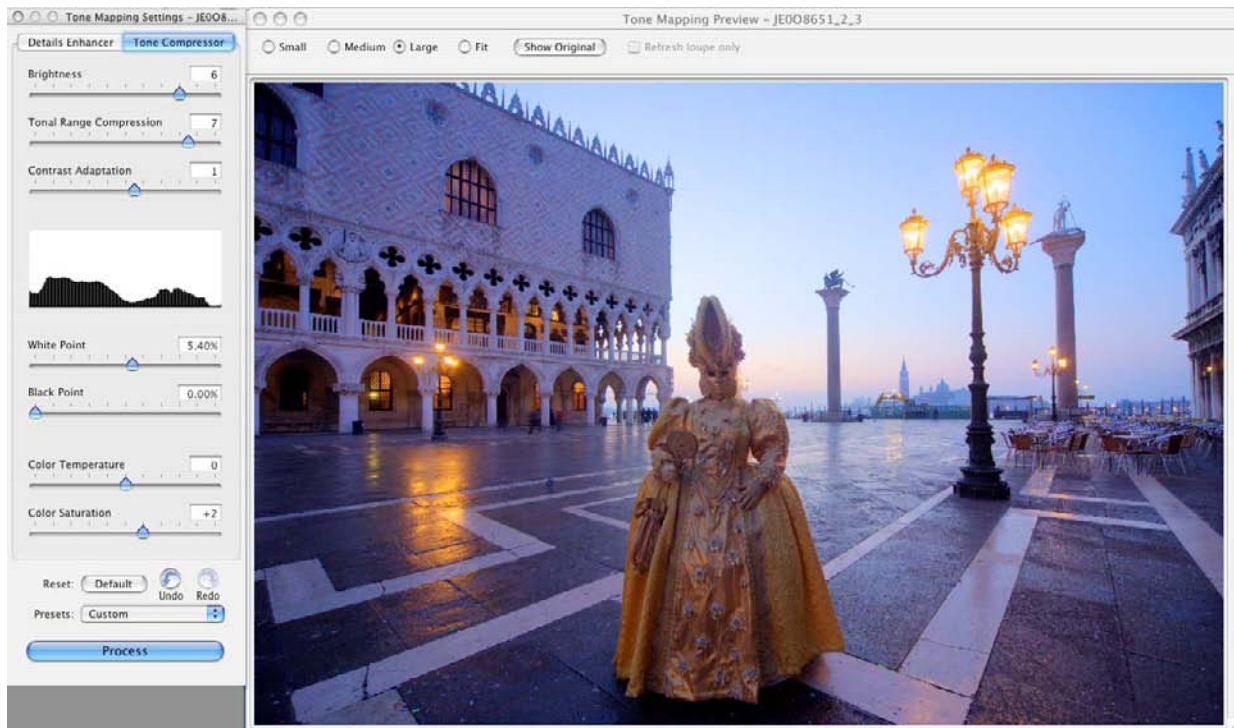 Tone Mapping Settings – JE0O8...
Tone Mapping Preview – JE0O8651_2_3
Details Enhancer
Tone Compressor
Small
Medium
Large
Fit
Show Original
Refresh loupe only
Brightness
6
Tonal Range Compression
7
Contrast Adaptation
1
White Point
5.40%
Black Point
0.00%
Color Temperature
0
Color Saturation
+2
Reset:
Default
Undo
Redo
Presets:
Custom
Process